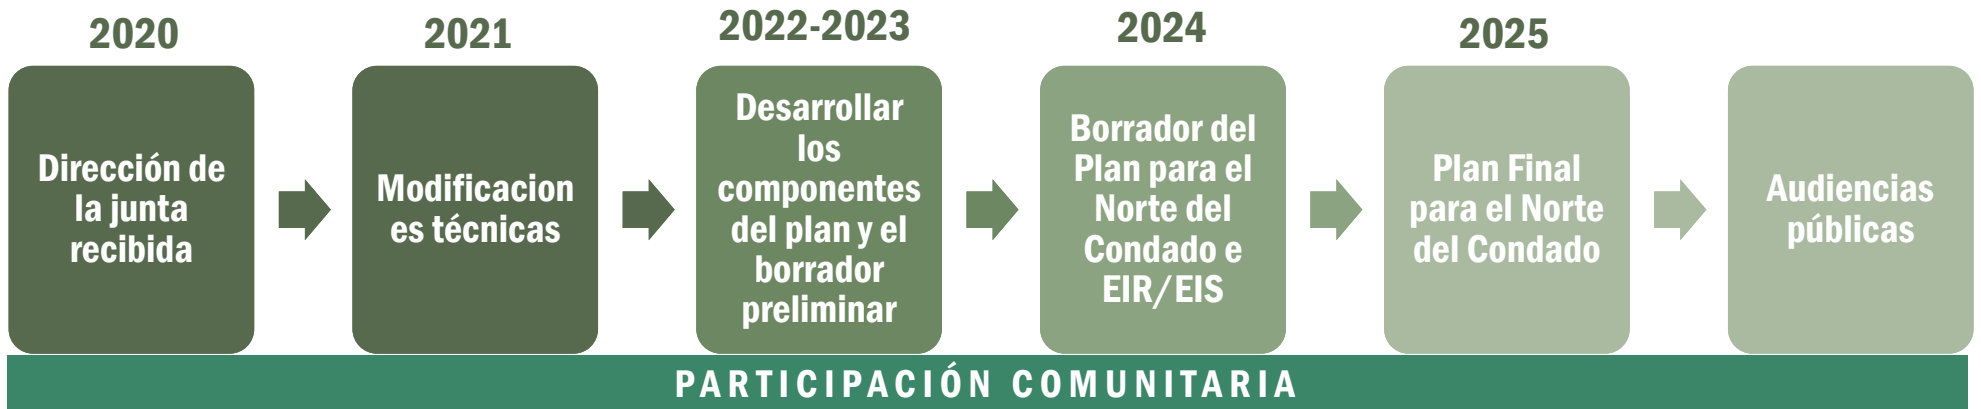 2020
Dirección de
la junta
recibida
2021
Modificacion
es técnicas
2022-2023
Desarrollar
los
componentes
del plan y el
borrador
preliminar
2024
Borrador del
Plan para el
Norte del
Condado e
EIR/EIS
2025
Plan Final
para el Norte
del Condado
Audiencias
públicas
PARTICIPACIÓN COMUNITARIA